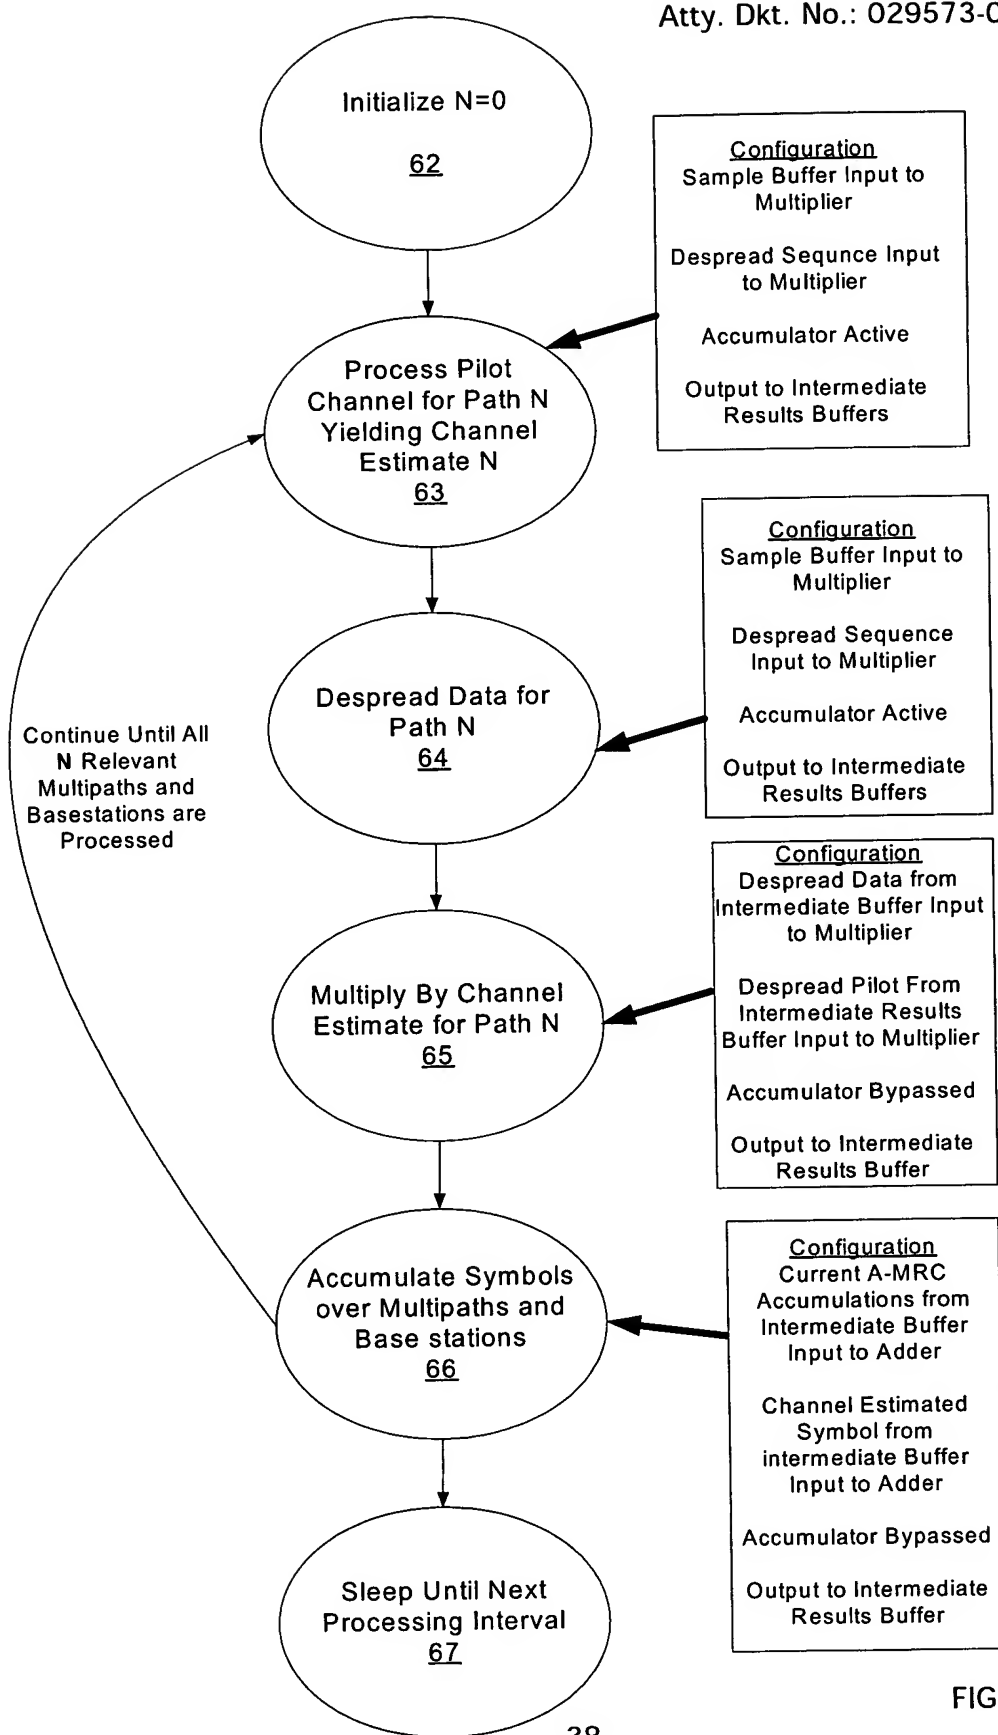 Atty. Dkt. No.: 029573-0
Initialize N=0
62
Configuration
Sample Buffer Input to
Multiplier
Despread Sequnce Input
to Multiplier
Accumulator Active
Output to Intermediate
Results Buffers
Process Pilot
Channel for Path N
Yielding Channel
Estimate N
63
Configuration
Sample Buffer Input to
Multiplier
Despread Sequence
Input to Multiplier
Accumulator Active
Output to Intermediate
Results Buffers
Despread Data for
Path N
64
Continue Until All
N Relevant
Multipaths and
Basestations are
Processed
Configuration
Despread Data from
Intermediate Buffer Input
to Multiplier
Despread Pilot From
Intermediate Results
Buffer Input to Multiplier
Accumulator Bypassed
Output to Intermediate
Results Buffer
Multiply By Channel
Estimate for Path N
65
Configuration
Current A-MRC
Accumulations from
Intermediate Buffer
Input to Adder
Channel Estimated
Symbol from
intermediate Buffer
Input to Adder
Accumulator Bypassed
Output to Intermediate
Results Buffer
Accumulate Symbols
over Multipaths and
Base stations
66
Sleep Until Next
Processing Interval
67
FIG